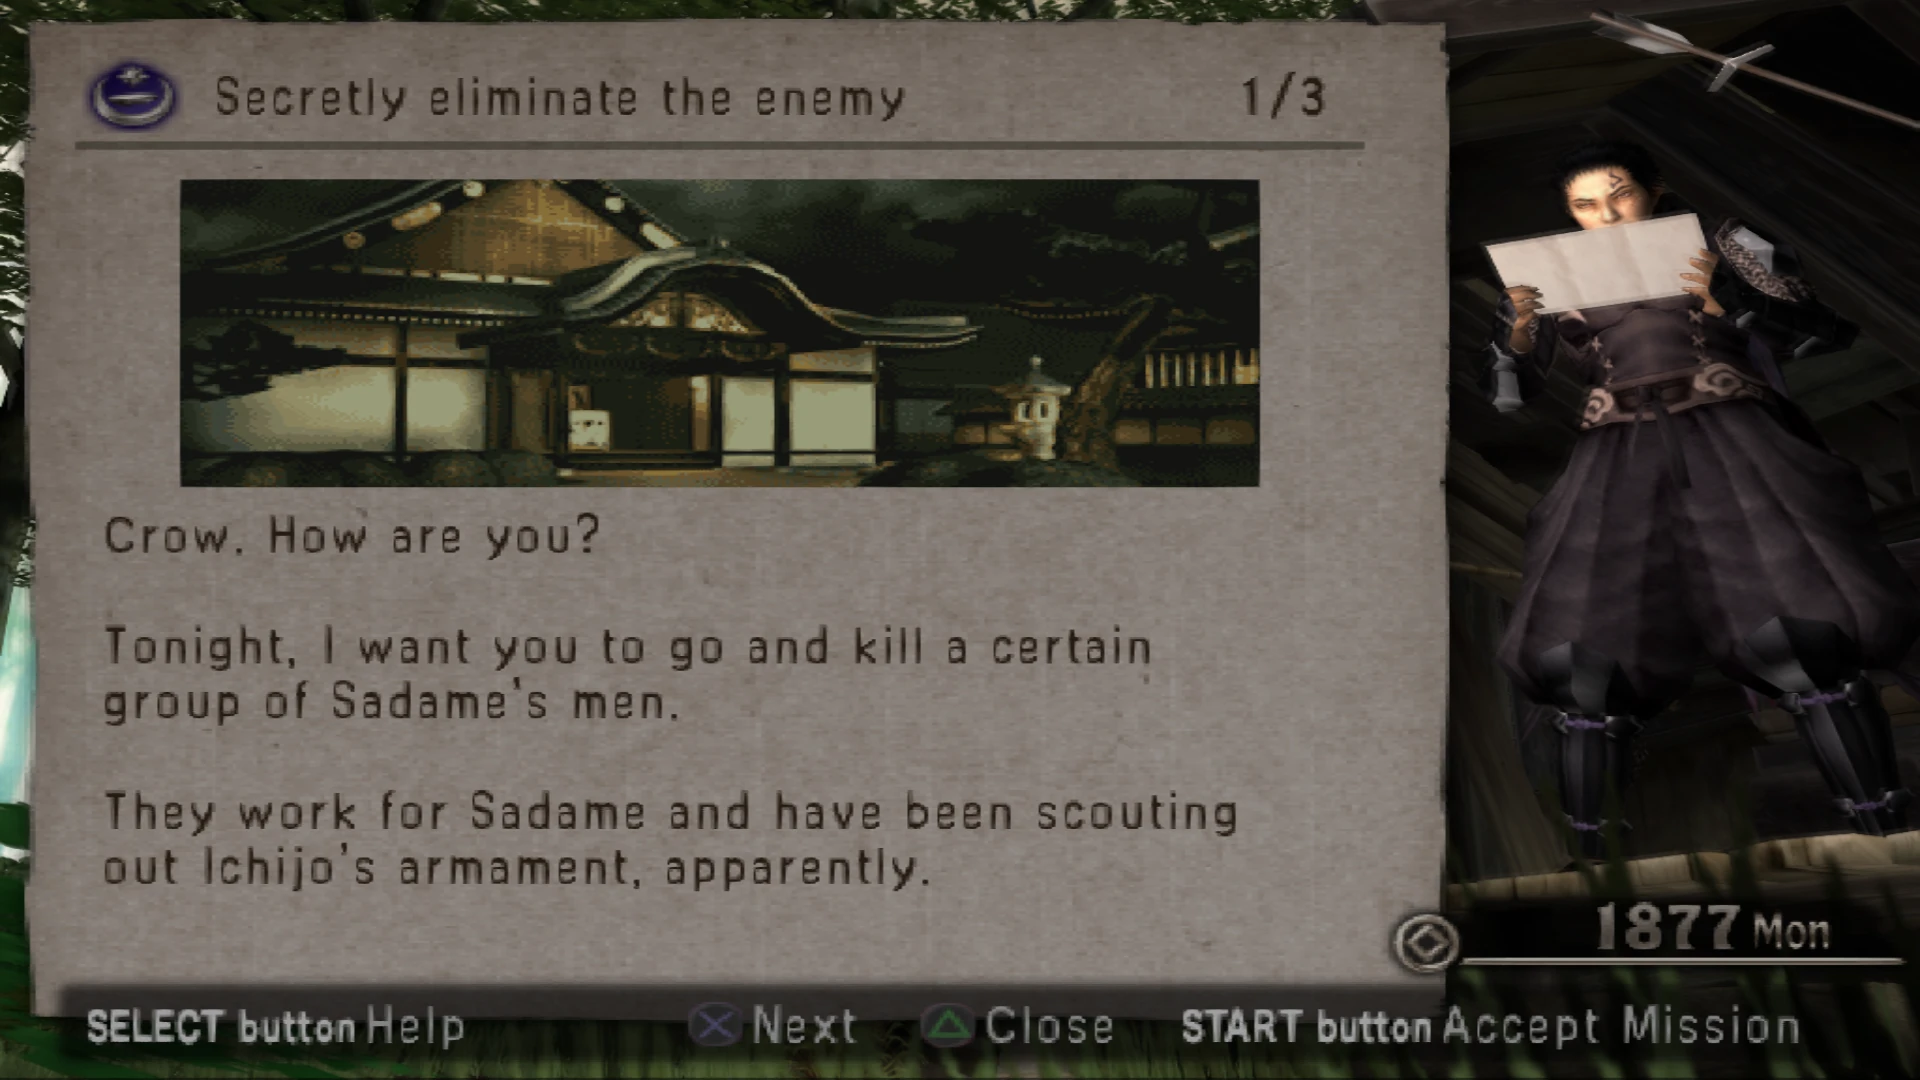 Secretly eliminate the enemy 1/3
Crow. How are you?
Tonight, I want you to go and kill a certain
group of Sadame's men.
They work for Sadame and have been scouting
out Ichijo's armament, apparently.
1877 Mon
SELECT button Help Next Close START button Accept Mission